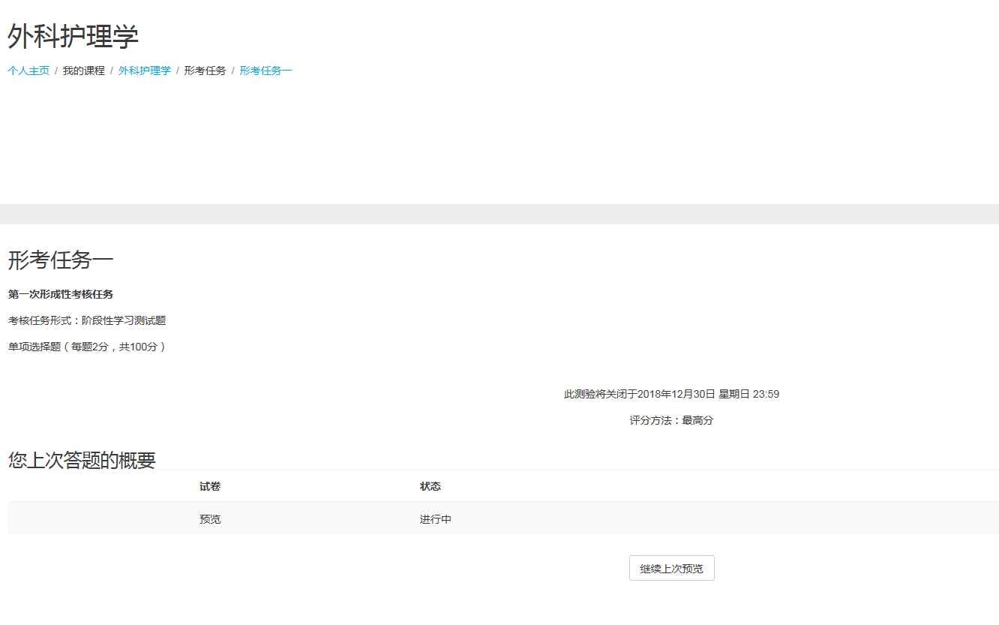 外科护理学
个人主页 / 我的课程 / 外科护理学 / 形考任务 / 形考任务一
形考任务一
第一次形成性考核任务
考核任务形式：阶段性学习测试题
单项选择题（每题2分，共100分）
此测验将关闭于2018年12月30日 星期日 23:59
评分方法：最高分
您上次答题的概要
试卷 状态
预览 进行中
继续上次预览